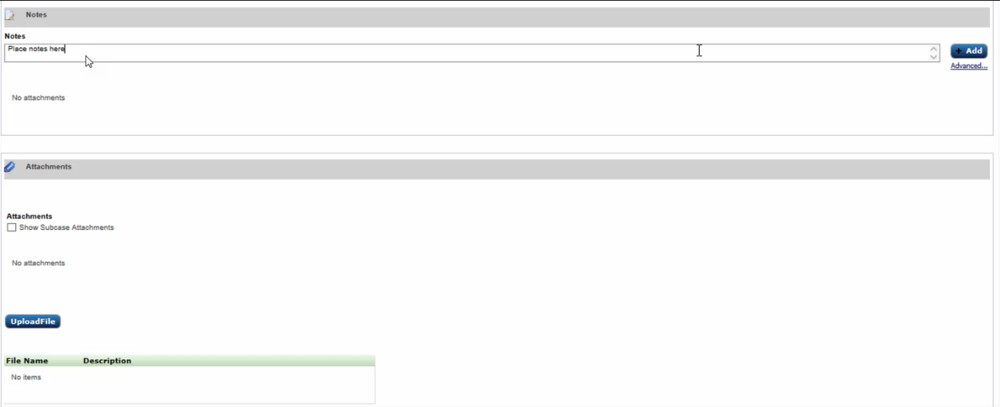 Notes
Notes
Place notes here
+ Add
Advanced...
No attachments
Attachments
Attachments
Show Subcase Attachments
No attachments
UploadFile
File Name Description
No items